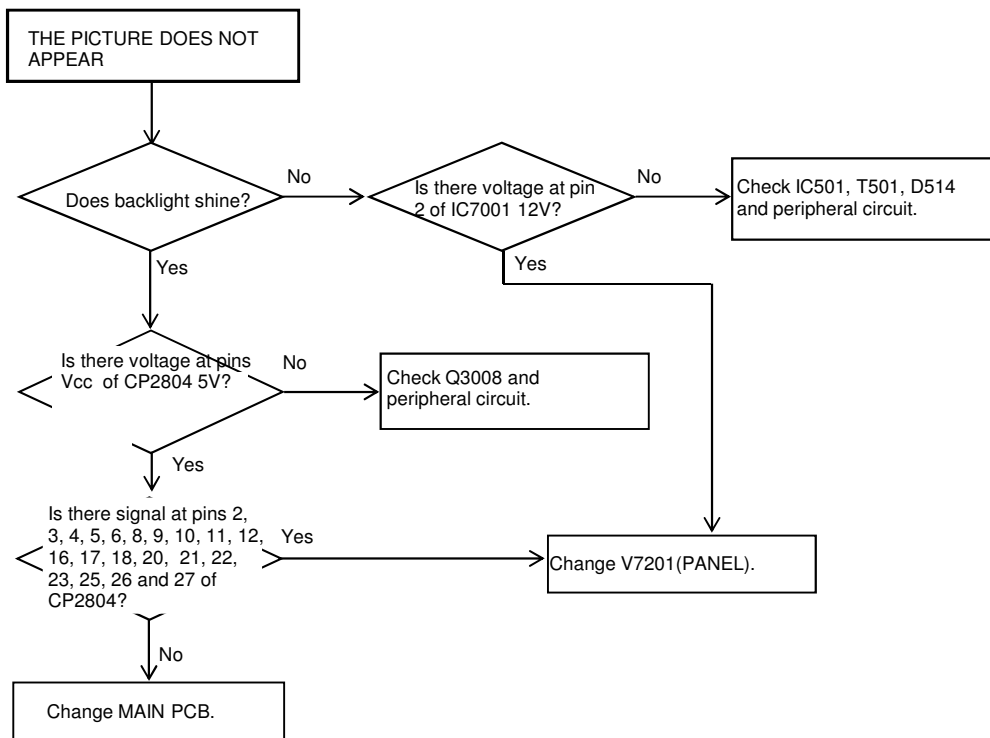 THE PICTURE DOES NOT
APPEAR
Does backlight shine?
No
Is there voltage at pin
2 of IC7001 12V?
No
Check IC501, T501, D514
and peripheral circuit.
Yes
Yes
Is there voltage at pins
Vcc of CP2804 5V?
No
Check Q3008 and
peripheral circuit.
Yes
Is there signal at pins 2,
3, 4, 5, 6, 8, 9, 10, 11, 12,
16, 17, 18, 20, 21, 22,
23, 25, 26 and 27 of
CP2804?
Yes
Change V7201(PANEL).
No
Change MAIN PCB.